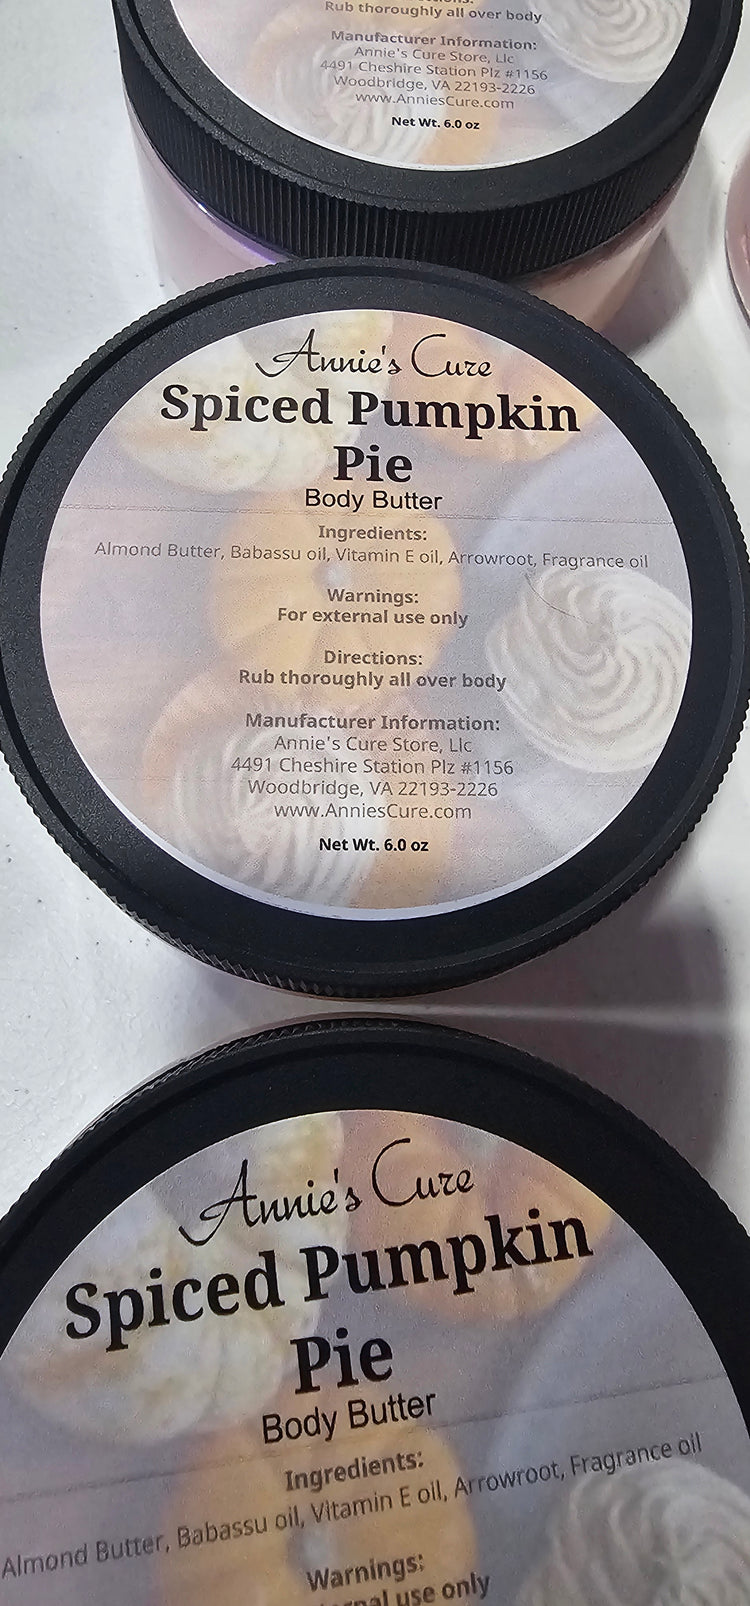 Rub thoroughly all over body
Manufacturer Information:
Annie's Cure Store, Llc
4491 Cheshire Station Plz #1156
Woodbridge, VA 22193-2226
www.AnniesCure.com
Net Wt. 6.0 oz
Annie's Cure
Spiced Pumpkin
Pie
Body Butter
Ingredients:
Almond Butter, Babassu oil, Vitamin E oil, Arrowroot, Fragrance oil
Warnings:
For external use only
Directions:
Rub thoroughly all over body
Manufacturer Information:
Annie's Cure Store, Llc
4491 Cheshire Station Plz #1156
Woodbridge, VA 22193-2226
www.AnniesCure.com
Net Wt. 6.0 oz
Annie's Cure
Spiced Pumpkin
Pie
Body Butter
Ingredients:
Almond Butter, Babassu oil, Vitamin E oil, Arrowroot, Fragrance oil
Warnings:
use only